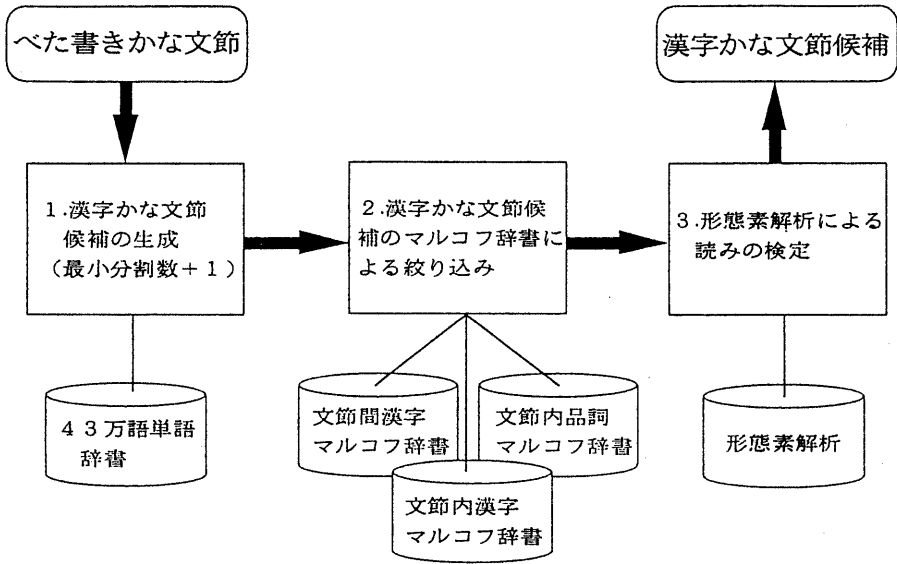 べた書きかな文節
漢字かな文節候補
1.漢字かな文節
候補の生成
(最小分割数+1)
2.漢字かな文節候
補のマルコフ辞書に
よる絞り込み
3.形態素解析による
読みの検定
43万語単語
辞書
文節間漢字
マルコフ辞書
文節内品詞
マルコフ辞書
文節内漢字
マルコフ辞書
形態素解析